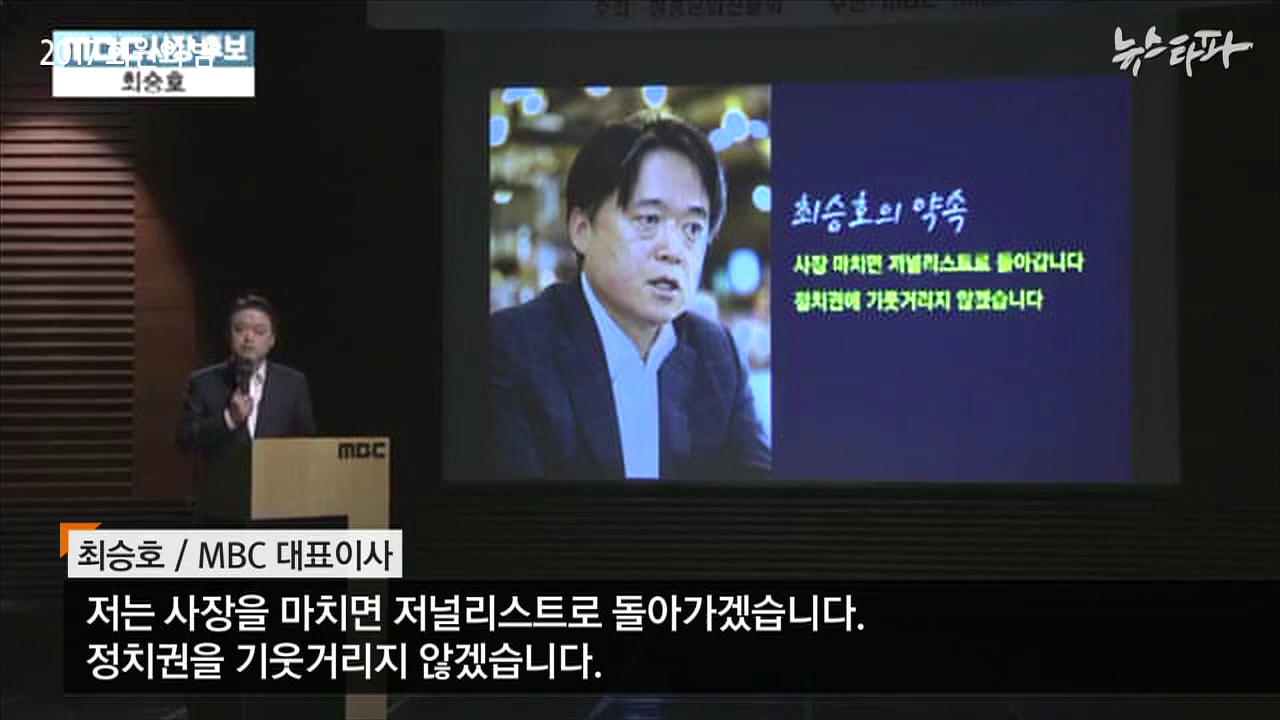 뉴스타파
최승호
최승호의 약속
사장 마치면 저널리스트로 돌아갑니다
정치권에 기웃거리지 않겠습니다
MBC
최승호 / MBC 대표이사
저는 사장을 마치면 저널리스트로 돌아가겠습니다.
정치권을 기웃거리지 않겠습니다.